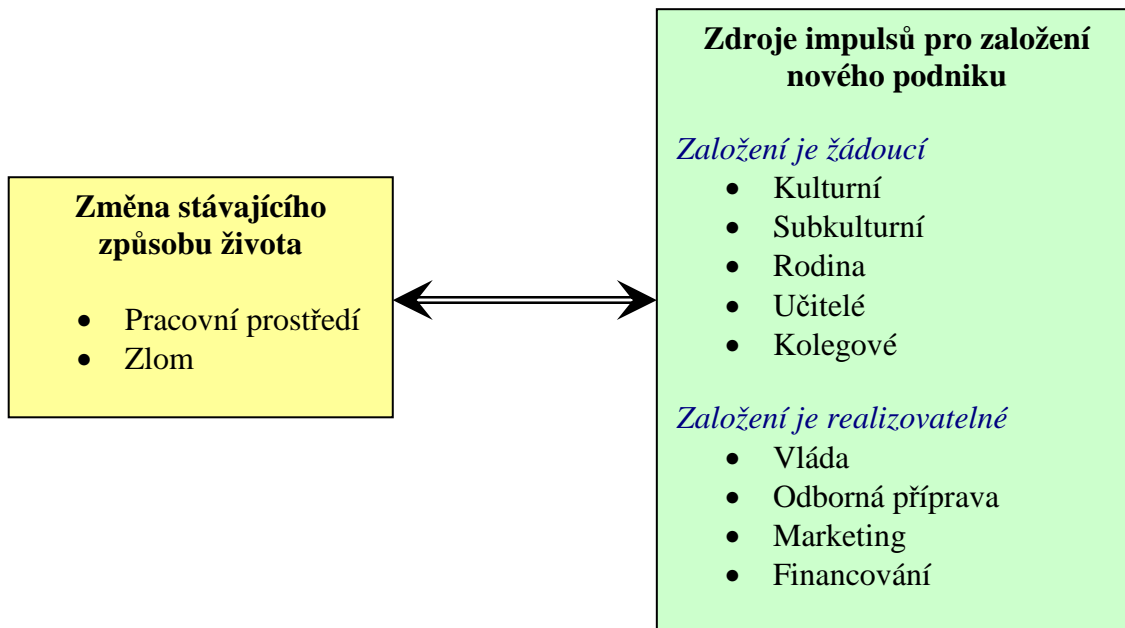 Změna stávajícího
způsobu života
• Pracovní prostředí
• Zlom
Zdroje impulsů pro založení
nového podniku
Založení je žádoucí
• Kulturní
• Subkulturní
• Rodina
• Učitelé
• Kolegové
Založení je realizovatelné
• Vláda
• Odborná příprava
• Marketing
• Financování